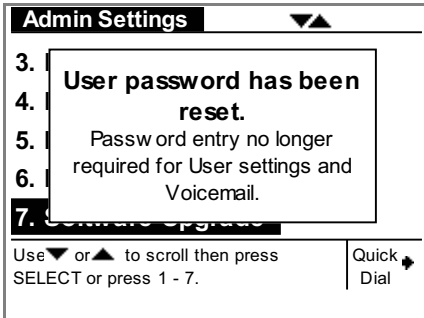 Admin Settings
3.
User password has been
4.
reset.
5.
Password entry no longer
required for User settings and
6.
Voicemail.
7. Software Upgrade
Use▼ or▲ to scroll then press
SELECT or press 1 - 7.
Quick
Dial